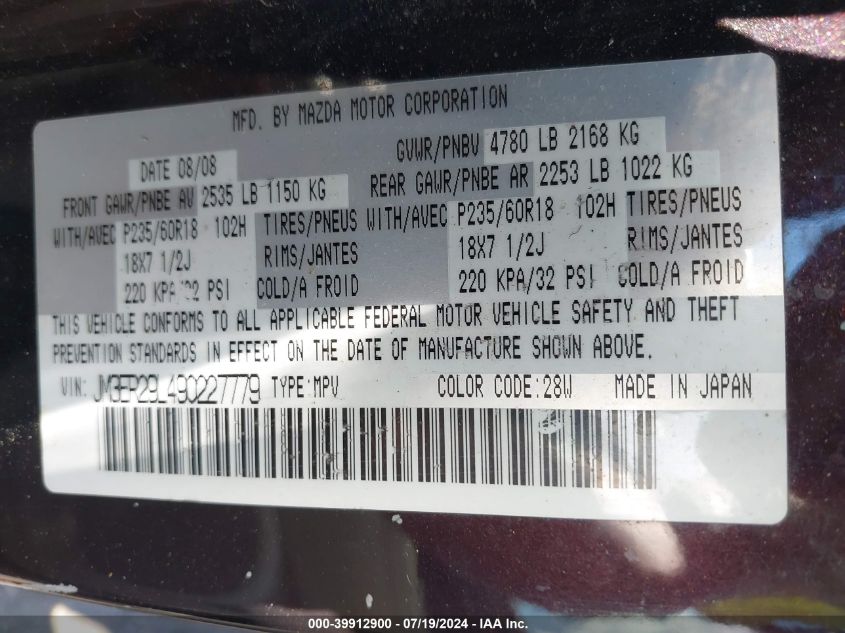 MFD. BY MAZDA MOTOR CORPORATION
DATE 08/08 GVWR/PNBV 4780 LB 2168 KG
FRONT GAWR/PNBE AV 2535 LB 1150 KG REAR GAWR/PNBE AR 2253 LB 1022 KG
WITH/AVEC P235/60R18 102H TIRES/PNEUS WITH/AVEC P235/60R18 102H TIRES/PNEUS
18X7 1/2J RIMS/JANTES 18X7 1/2J RIMS/JANTES
220 KPA/32 PSI COLD/A FROID 220 KPA/32 PSI COLD/A FROID
THIS VEHICLE CONFORMS TO ALL APPLICABLE FEDERAL MOTOR VEHICLE SAFETY AND THEFT
PREVENTION STANDARDS IN EFFECT ON THE DATE OF MANUFACTURE SHOWN ABOVE.
VIN: JM3ER29L490227779 TYPE:MPV COLOR CODE:28W MADE IN JAPAN
000-39912900 - 07/19/2024 - IAA Inc.